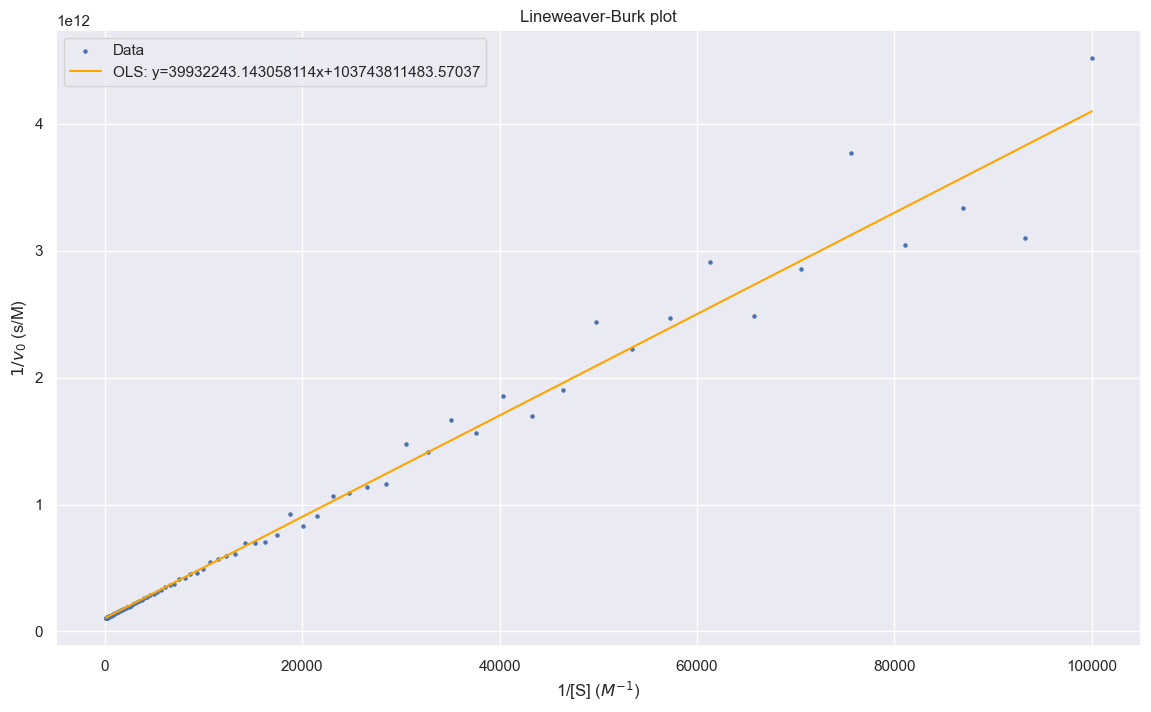 Lineweaver-Burk plot
1e12
Data
OLS: y=39932243.143058114x+103743811483.57037
4
3
2
1
0
1/v₀ (s/M)
0 20000 40000 60000 80000 100000
1/[S] (M⁻¹)